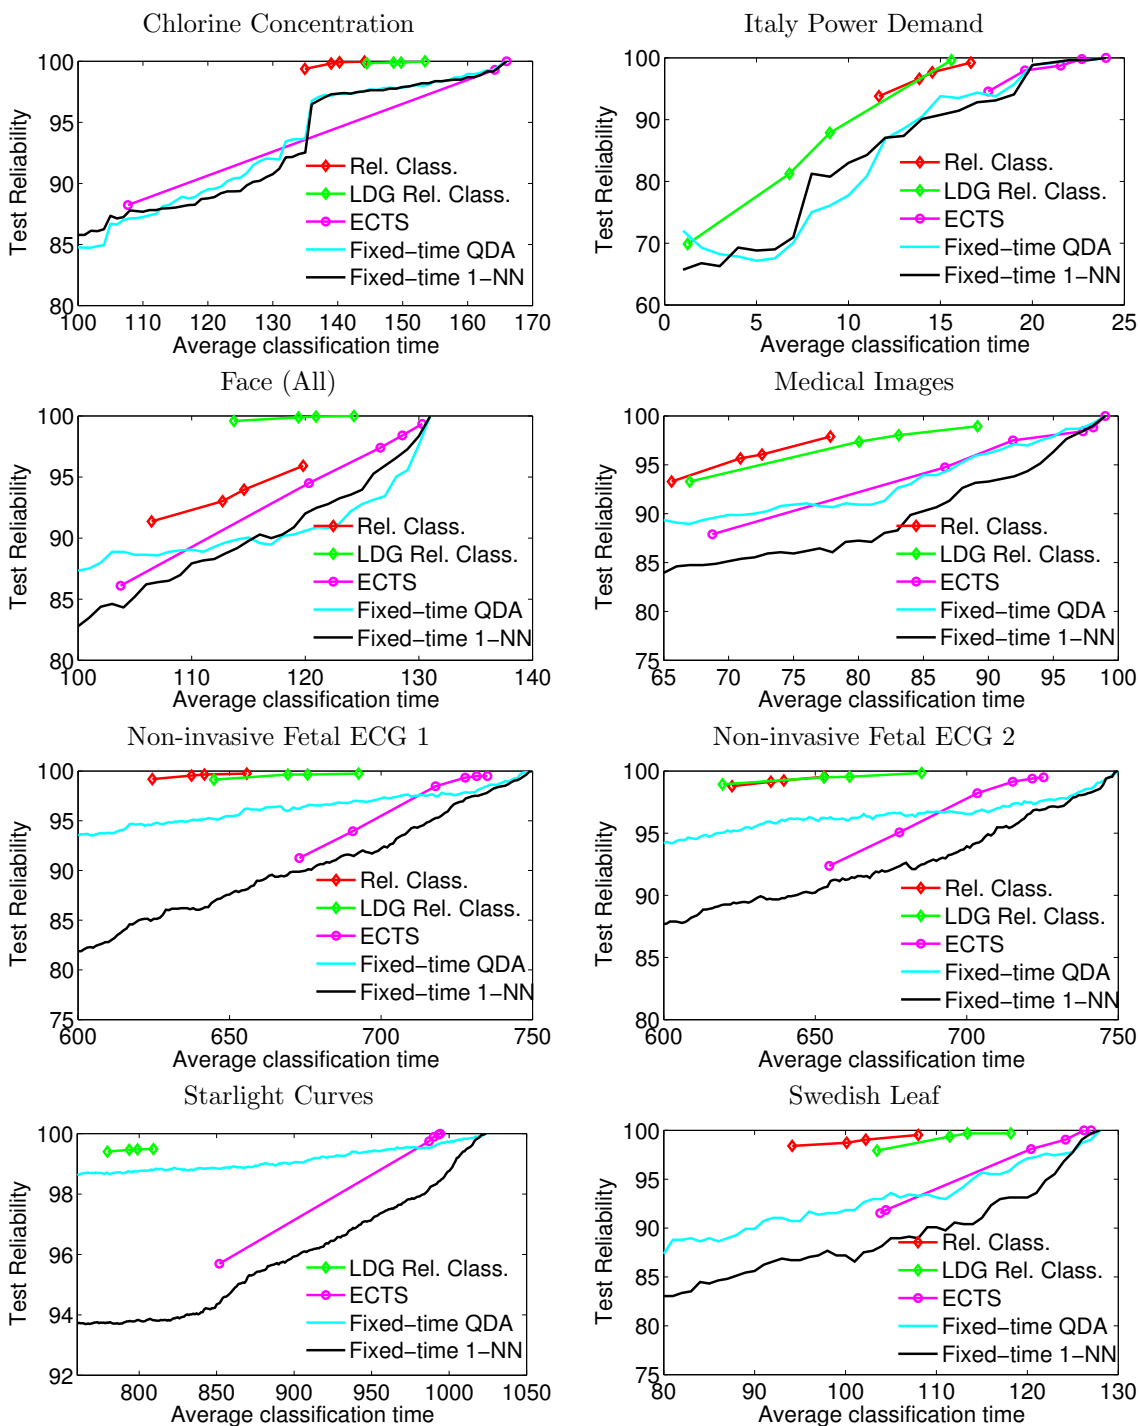 Chlorine Concentration
Test Reliability
100
95
90
85
80
100 110 120 130 140 150 160 170
Average classification time
Rel. Class.
LDG Rel. Class.
ECTS
Fixed−time QDA
Fixed−time 1−NN
Italy Power Demand
Test Reliability
100
90
80
70
60
0 5 10 15 20 25
Average classification time
Rel. Class.
LDG Rel. Class.
ECTS
Fixed−time QDA
Fixed−time 1−NN
Face (All)
Test Reliability
100
95
90
85
80
100 110 120 130 140
Average classification time
Rel. Class.
LDG Rel. Class.
ECTS
Fixed−time QDA
Fixed−time 1−NN
Medical Images
Test Reliability
100
95
90
85
80
75
65 70 75 80 85 90 95 100
Average classification time
Rel. Class.
LDG Rel. Class.
ECTS
Fixed−time QDA
Fixed−time 1−NN
Non-invasive Fetal ECG 1
Test Reliability
100
95
90
85
80
75
600 650 700 750
Average classification time
Rel. Class.
LDG Rel. Class.
ECTS
Fixed−time QDA
Fixed−time 1−NN
Non-invasive Fetal ECG 2
Test Reliability
100
95
90
85
80
600 650 700 750
Average classification time
Rel. Class.
LDG Rel. Class.
ECTS
Fixed−time QDA
Fixed−time 1−NN
Starlight Curves
Test Reliability
100
98
96
94
92
800 850 900 950 1000 1050
Average classification time
LDG Rel. Class.
ECTS
Fixed−time QDA
Fixed−time 1−NN
Swedish Leaf
Test Reliability
100
95
90
85
80
75
80 90 100 110 120 130
Average classification time
Rel. Class.
LDG Rel. Class.
ECTS
Fixed−time QDA
Fixed−time 1−NN